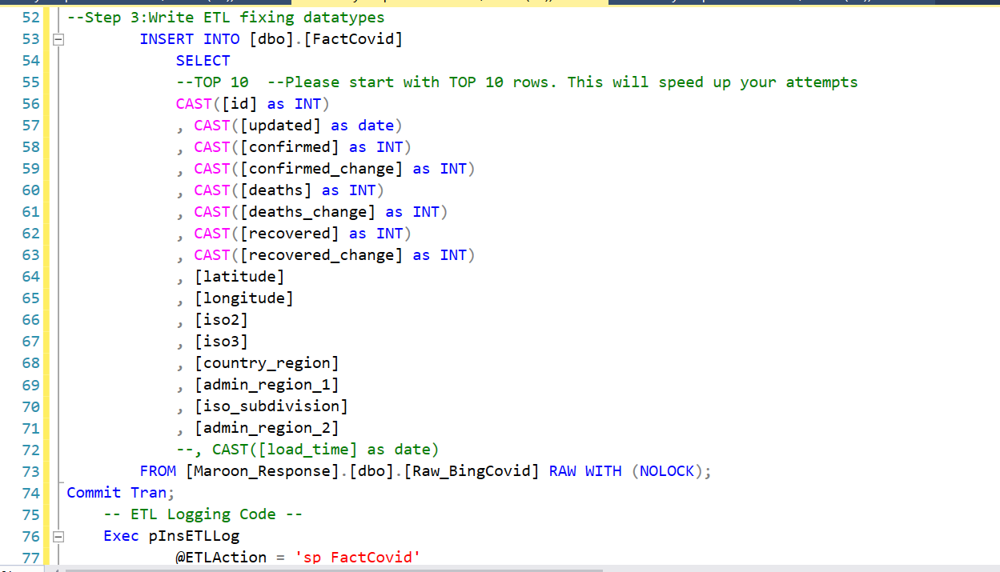 52 --Step 3:Write ETL fixing datatypes
53 INSERT INTO [dbo].[FactCovid]
54 SELECT
55 --TOP 10  --Please start with TOP 10 rows. This will speed up your attempts
56 CAST([id] as INT)
57 , CAST([updated] as date)
58 , CAST([confirmed] as INT)
59 , CAST([confirmed_change] as INT)
60 , CAST([deaths] as INT)
61 , CAST([deaths_change] as INT)
62 , CAST([recovered] as INT)
63 , CAST([recovered_change] as INT)
64 , [latitude]
65 , [longitude]
66 , [iso2]
67 , [iso3]
68 , [country_region]
69 , [admin_region_1]
70 , [iso_subdivision]
71 , [admin_region_2]
72 --, CAST([load_time] as date)
73 FROM [Maroon_Response].[dbo].[Raw_BingCovid] RAW WITH (NOLOCK);
74 Commit Tran;
75 -- ETL Logging Code --
76 Exec pInsETLLog
77 @ETLAction = 'sp FactCovid'